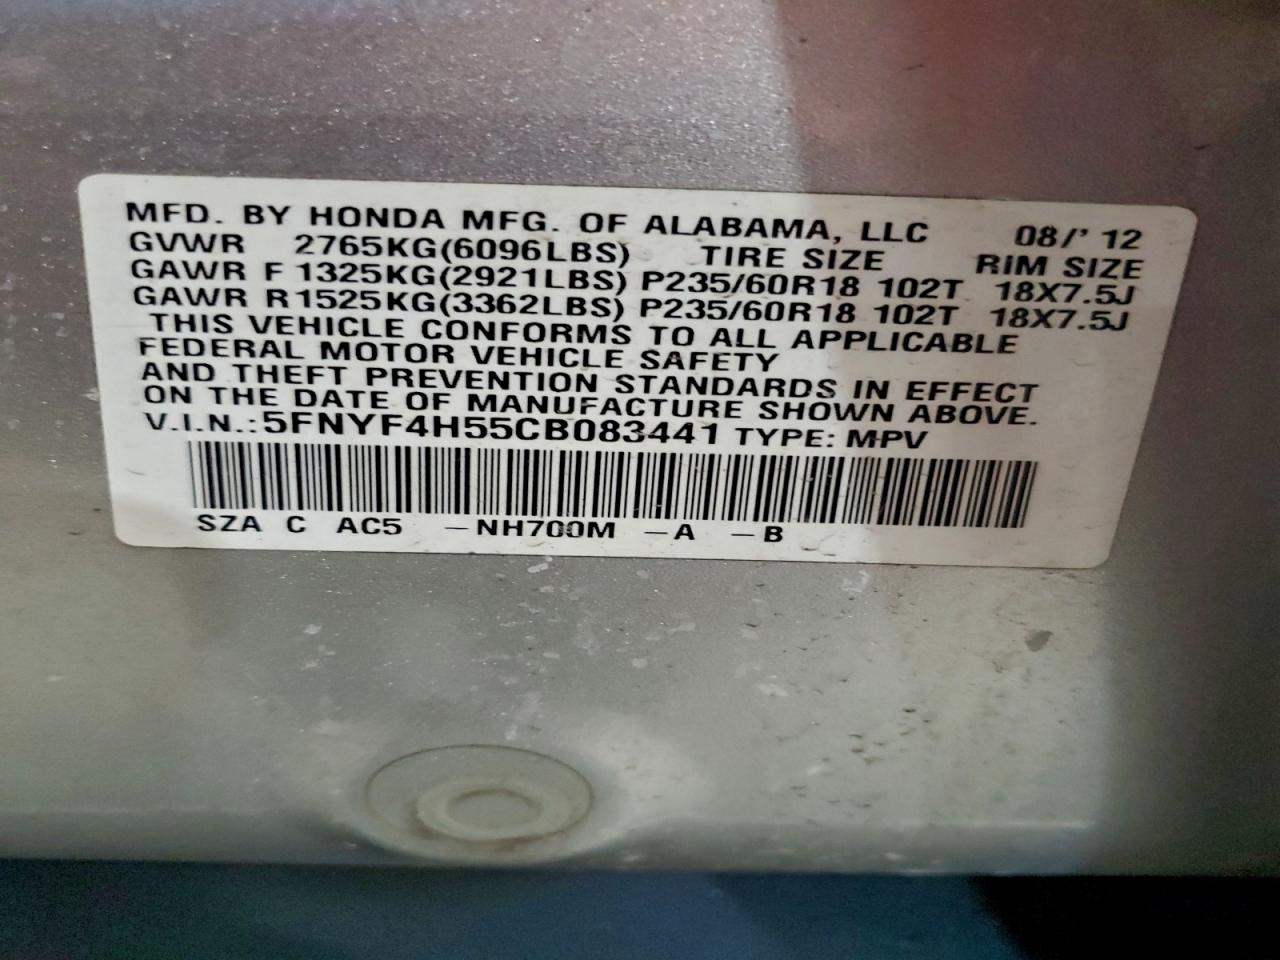 MFD. BY HONDA MFG. OF ALABAMA, LLC 08/' 12
GVWR 2765KG(6096LBS) TIRE SIZE RIM SIZE
GAWR F 1325KG(2921LBS) P235/60R18 102T 18X7.5J
GAWR R1525KG(3362LBS) P235/60R18 102T 18X7.5J
THIS VEHICLE CONFORMS TO ALL APPLICABLE
FEDERAL MOTOR VEHICLE SAFETY
AND THEFT PREVENTION STANDARDS IN EFFECT
ON THE DATE OF MANUFACTURE SHOWN ABOVE.
V.I.N.:5FNYF4H55CB083441 TYPE: MPV
SZA C AC5 -NH700M -A -B